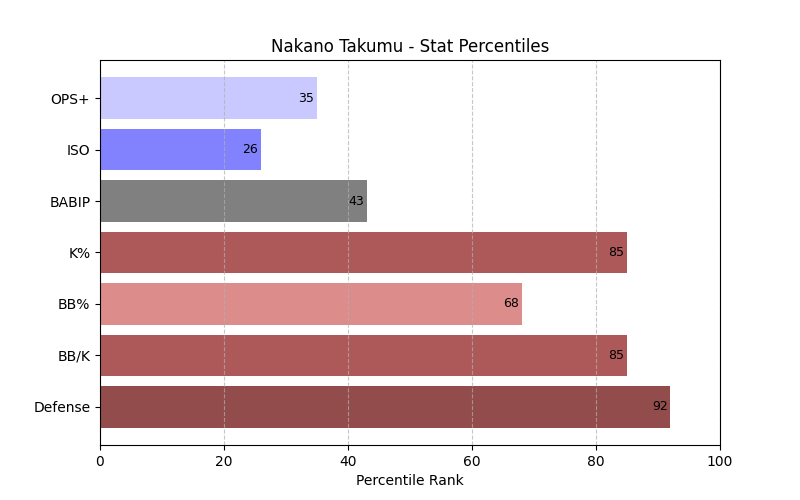 Nakano Takumu - Stat Percentiles
OPS+ 35
ISO 26
BABIP 43
K% 85
BB% 68
BB/K 85
Defense 92
0 20 40 60 80 100
Percentile Rank